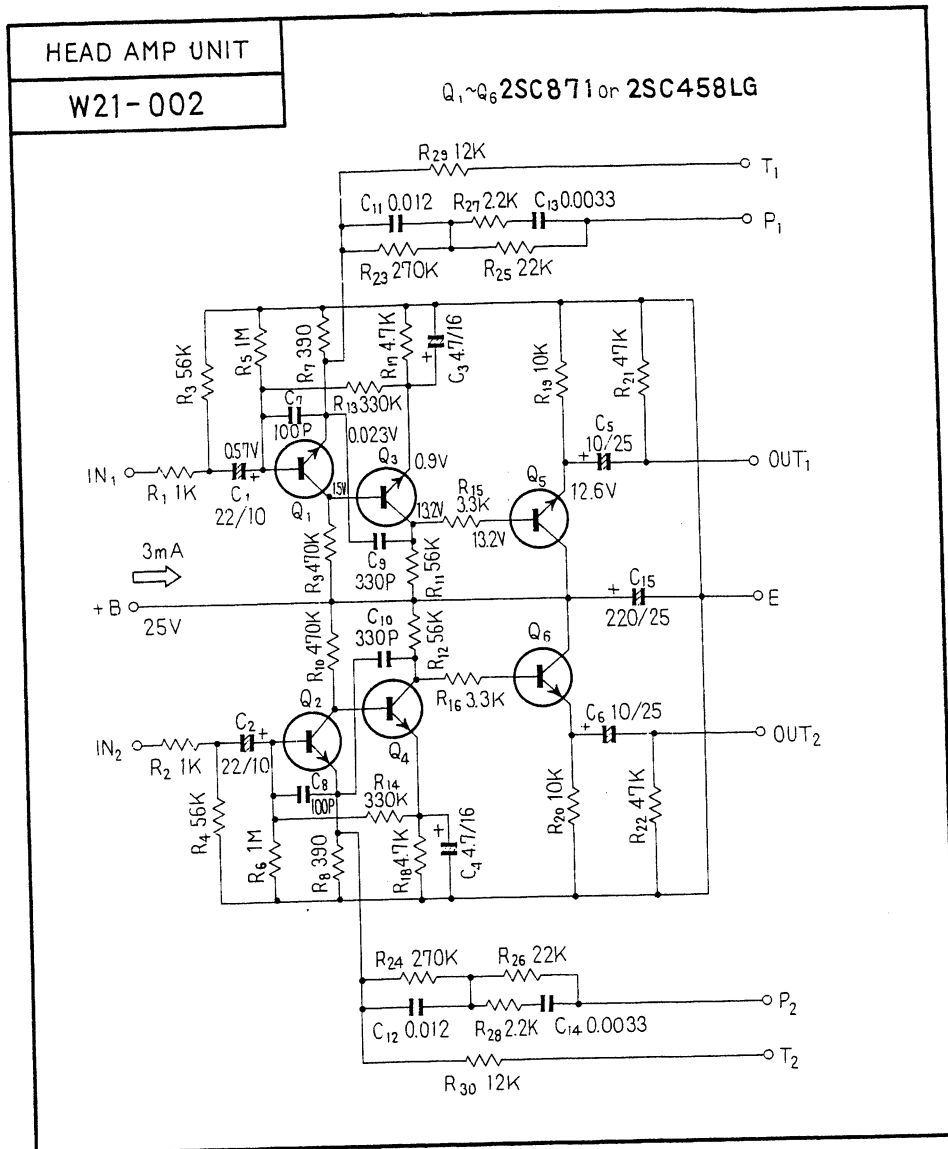 HEAD AMP UNIT
W21-002
Q₁~Q₆ 2SC871 or 2SC458LG
R₂₉ 12K
T₁
C₁₁ 0.012
R₂₇ 2.2K
C₁₃ 0.0033
P₁
R₂₃ 270K
R₂₅ 22K
R₃ 56K
R₅ 1M
R₇ 390
R₁₇ 4.7K
C₃ 4.7/16
+
R₁₉ 10K
R₂₁ 47K
R₁₃ 330K
C₇
100P
0.023V
0.57V
IN₁
R₁ 1K
C₁ +
22/10
Q₁
1.5V
Q₃
0.9V
13.2V
R₁₅
3.3K
Q₅
13.2V
12.6V
C₅
+ 10/25
OUT₁
3mA
R₉ 470K
C₉
330P
R₁₁ 56K
+B
25V
+ C₁₅
220/25
E
R₁₀ 470K
C₁₀
330P
R₁₂ 56K
Q₆
R₁₆ 3.3K
Q₂
Q₄
IN₂
R₂ 1K
C₂ +
22/10
C₆ 10/25
+
OUT₂
C₈
100P
R₁₄
330K
R₄ 56K
R₆ 1M
R₈ 390
R₁₈ 4.7K
+
C₄ 4.7/16
R₂₀ 10K
R₂₂ 47K
R₂₄ 270K
R₂₆ 22K
C₁₂ 0.012
R₂₈ 2.2K
C₁₄ 0.0033
P₂
R₃₀ 12K
T₂